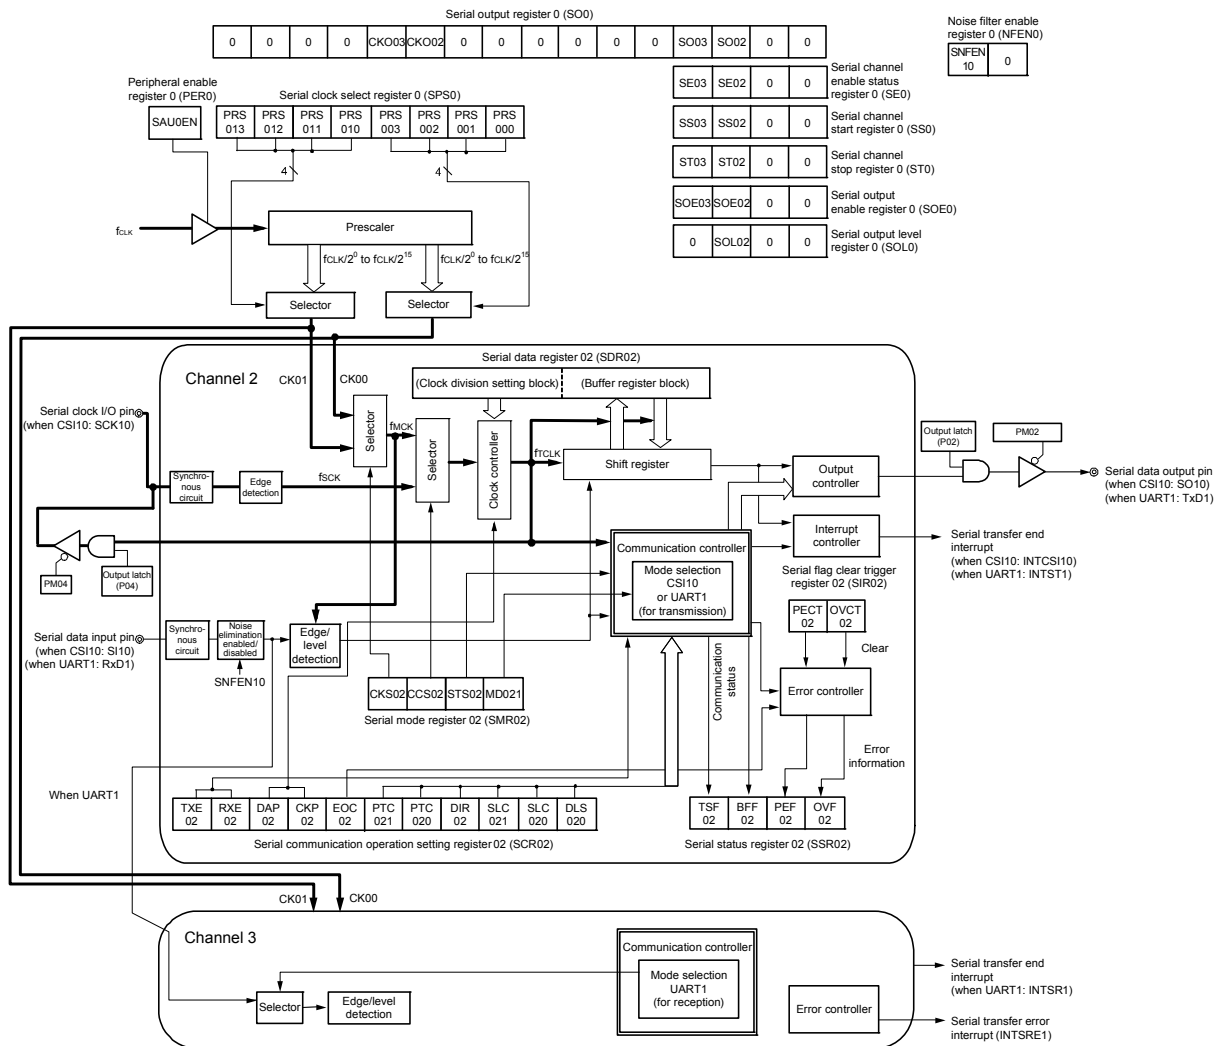 Serial output register 0 (SO0)
0 0 0 0 CKO03 CKO02 0 0 0 0 0 0 SO03 SO02 0 0
Noise filter enable
register 0 (NFEN0)
SNFEN
10
0
Peripheral enable
register 0 (PER0)
SAU0EN
Serial clock select register 0 (SPS0)
PRS
013
PRS
012
PRS
011
PRS
010
PRS
003
PRS
002
PRS
001
PRS
000
4
4
SE03 SE02 0 0
Serial channel
enable status
register 0 (SE0)
SS03 SS02 0 0
Serial channel
start register 0 (SS0)
ST03 ST02 0 0
Serial channel
stop register 0 (ST0)
SOE03 SOE02 0 0
Serial output
enable register 0 (SOE0)
0 SOL02 0 0
Serial output level
register 0 (SOL0)
fCLK
Prescaler
fCLK/2⁰ to fCLK/2¹⁵
fCLK/2⁰ to fCLK/2¹⁵
Selector
Selector
Channel 2
CK01
CK00
Serial data register 02 (SDR02)
(Clock division setting block)
(Buffer register block)
Serial clock I/O pin
(when CSI10: SCK10)
Selector
fMCK
Selector
Clock controller
fTCLK
Shift register
Synchro-
nous
circuit
Edge
detection
fSCK
Output
controller
Output latch
(P02)
PM02
Serial data output pin
(when CSI10: SO10)
(when UART1: TxD1)
PM04
Output latch
(P04)
Communication controller
Mode selection
CSI10
or UART1
(for transmission)
Interrupt
controller
Serial transfer end
interrupt
(when CSI10: INTCSI10)
(when UART1: INTST1)
Serial flag clear trigger
register 02 (SIR02)
PECT
02
OVCT
02
Clear
Serial data input pin
(when CSI10: SI10)
(when UART1: RxD1)
Synchro-
nous
circuit
Noise
elimination
enabled/
disabled
SNFEN10
Edge/
level
detection
CKS02 CCS02 STS02 MD021
Serial mode register 02 (SMR02)
Communication
status
Error controller
Error
information
When UART1
TXE
02
RXE
02
DAP
02
CKP
02
EOC
02
PTC
021
PTC
020
DIR
02
SLC
021
SLC
020
DLS
020
Serial communication operation setting register 02 (SCR02)
TSF
02
BFF
02
PEF
02
OVF
02
Serial status register 02 (SSR02)
CK01
CK00
Channel 3
Communication controller
Mode selection
UART1
(for reception)
Selector
Edge/level
detection
Error controller
Serial transfer end
interrupt
(when UART1: INTSR1)
Serial transfer error
interrupt (INTSRE1)